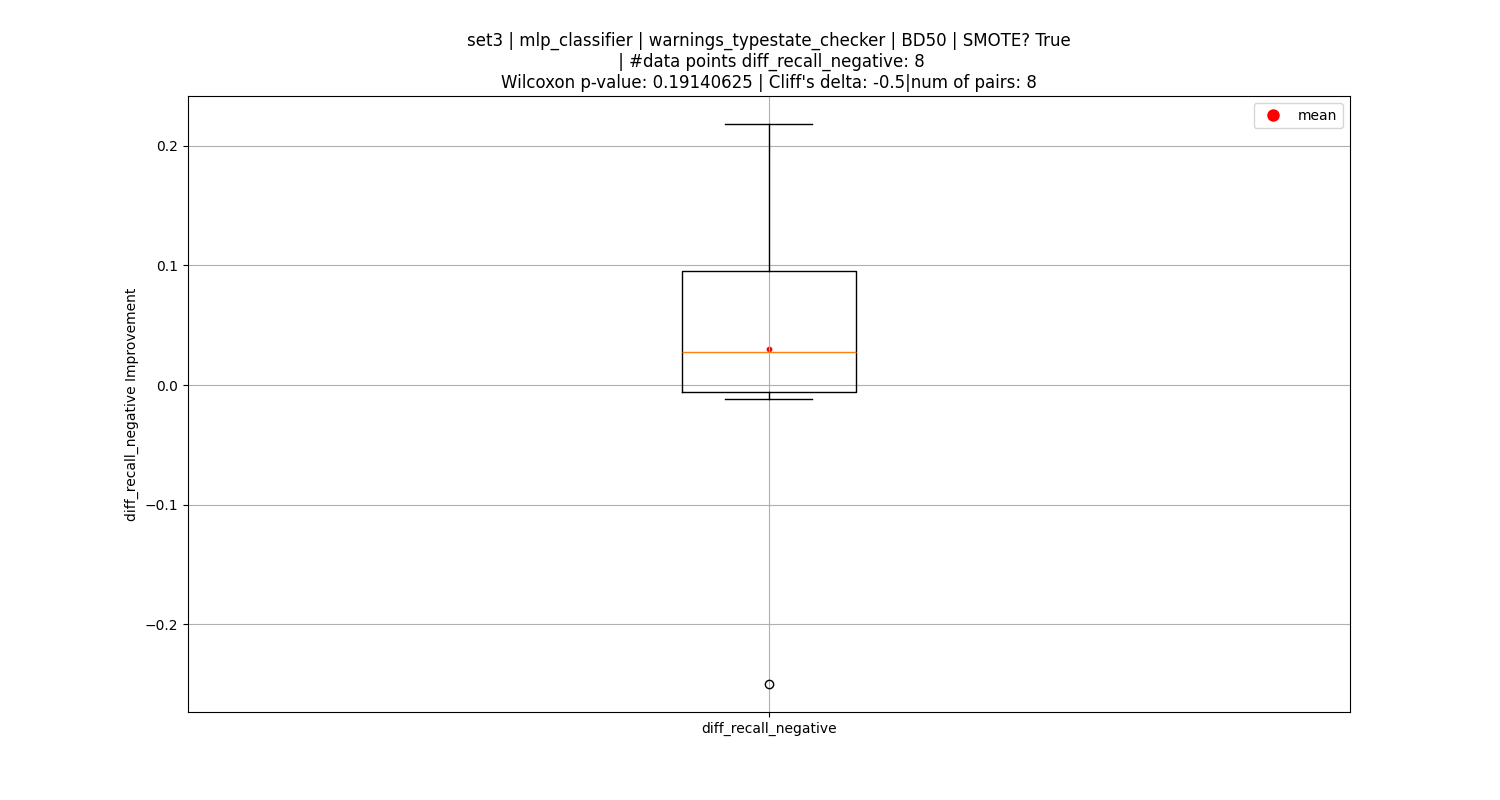 set3 | mlp_classifier | warnings_typestate_checker | BD50 | SMOTE? True
| #data points diff_recall_negative: 8
Wilcoxon p-value: 0.19140625 | Cliff's delta: -0.5|num of pairs: 8
mean
0.2
0.1
0.0
−0.1
−0.2
diff_recall_negative Improvement
diff_recall_negative